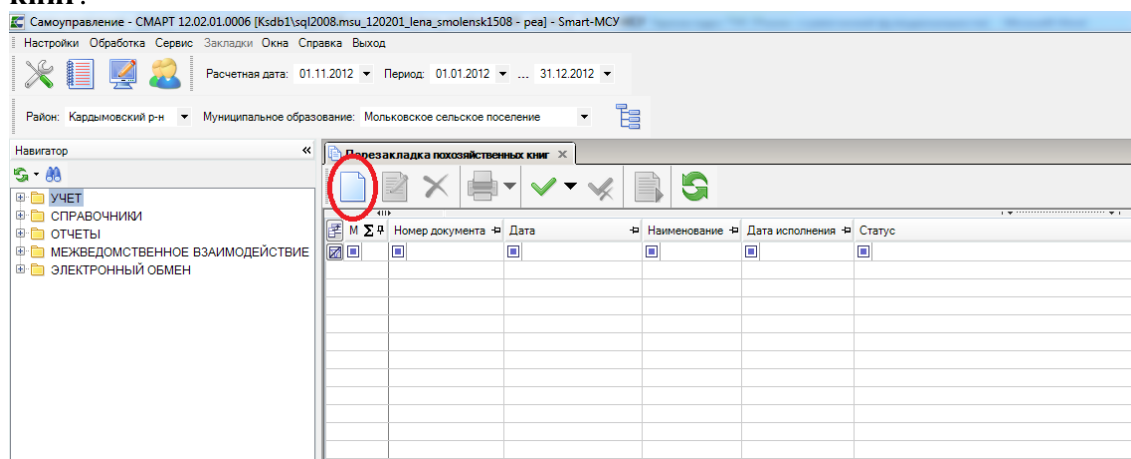 книг.
Самоуправление - СМАРТ 12.02.01.0006 [Ksdb1\sql2008.msu_120201_lena_smolensk1508 - pea] - Smart-МСУ
Настройки Обработка Сервис Закладки Окна Справка Выход
Расчетная дата: 01.11.2012 Период: 01.01.2012 ... 31.12.2012
Район: Кардымовский р-н Муниципальное образование: Мольковское сельское поселение
Навигатор «
Перезакладка похозяйственных книг
УЧЕТ
СПРАВОЧНИКИ
ОТЧЕТЫ
МЕЖВЕДОМСТВЕННОЕ ВЗАИМОДЕЙСТВИЕ
ЭЛЕКТРОННЫЙ ОБМЕН
М Σ Номер документа Дата Наименование Дата исполнения Статус